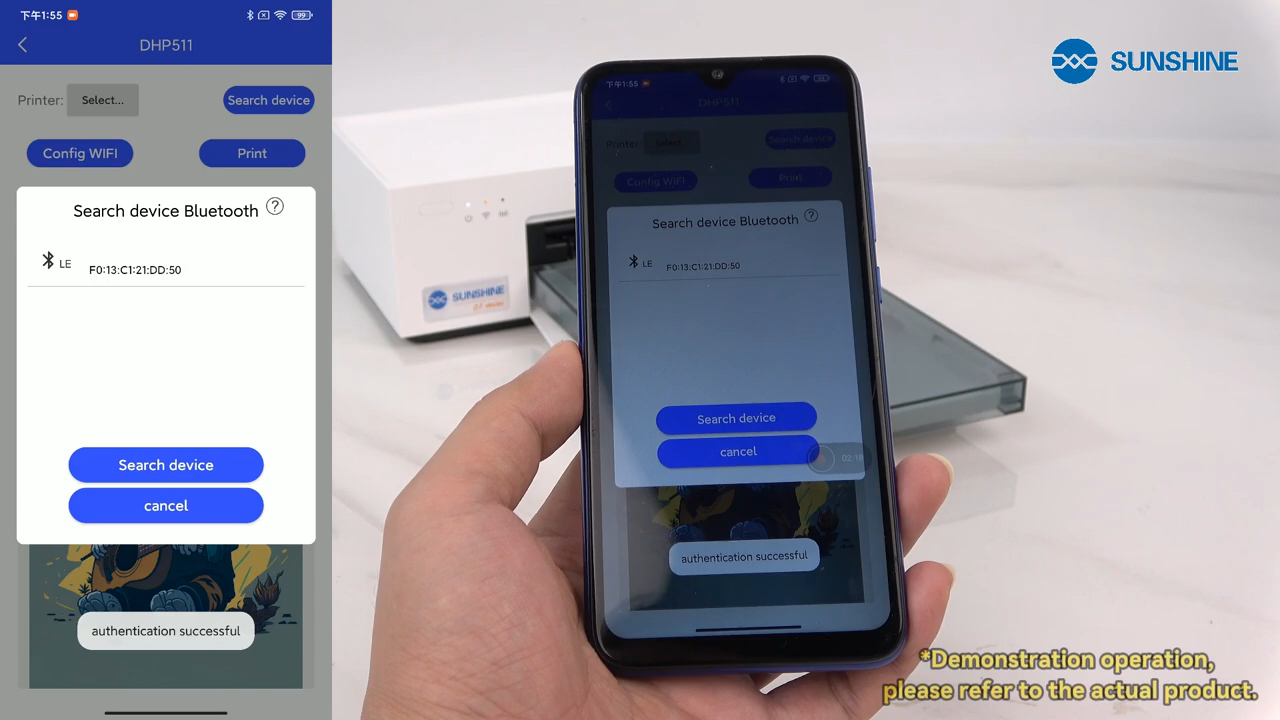 下午1:55
99
DHP511
Printer:
Select...
Search device
Config WIFI
Print
Search device Bluetooth
?
LE
F0:13:C1:21:DD:50
Search device
cancel
authentication successful
SUNSHINE
下午1:55
DHP511
Printer:
Select...
Search device
Config WIFI
Print
Search device Bluetooth
?
LE
F0:13:C1:21:DD:50
Search device
cancel
02:18
authentication successful
SUNSHINE
*Demonstration operation,
please refer to the actual product.